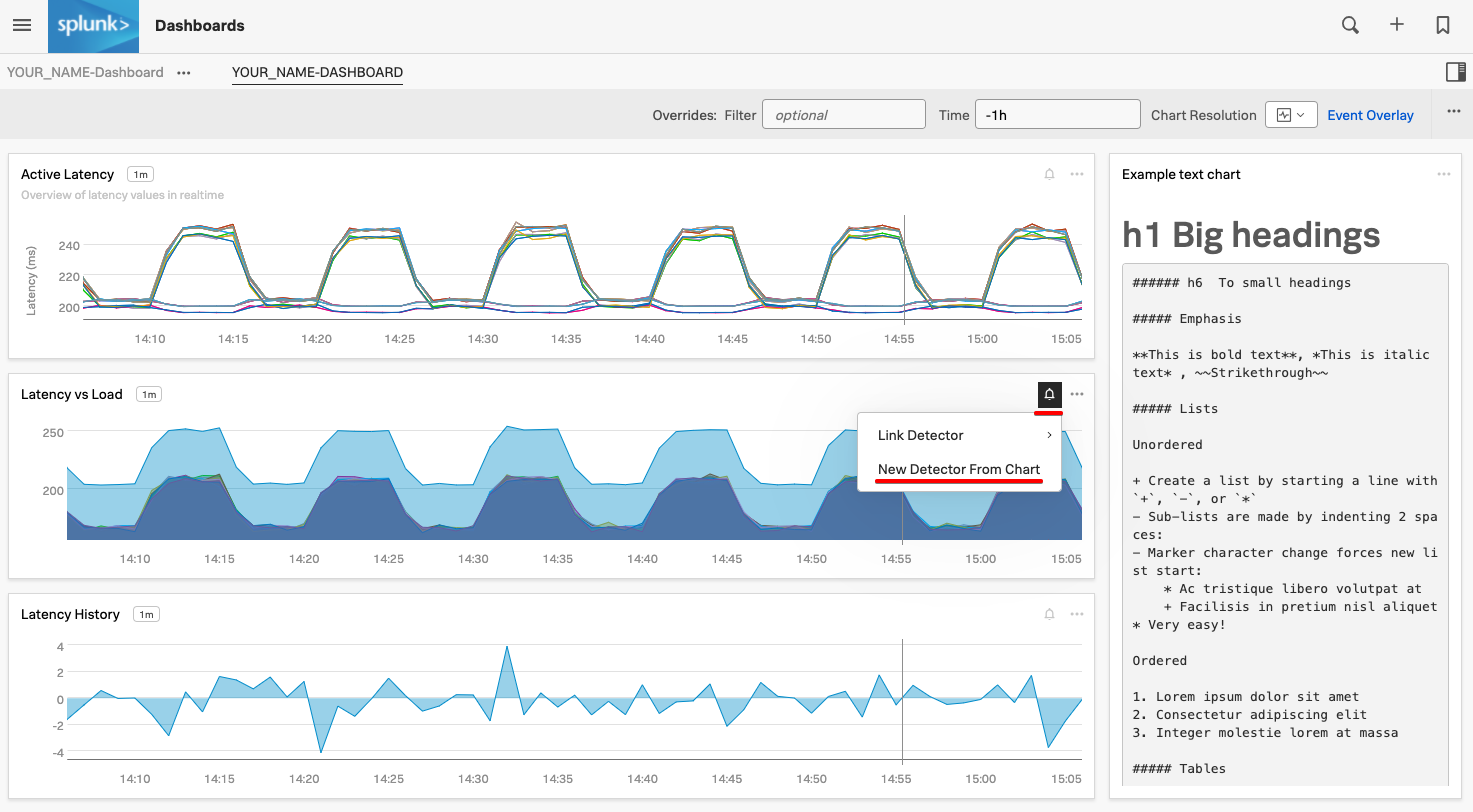 splunk> Dashboards
YOUR_NAME-Dashboard ••• YOUR_NAME-DASHBOARD
Overrides: Filter optional Time -1h Chart Resolution Event Overlay
Active Latency 1m
Overview of latency values in realtime
Latency (ms)
240
220
200
14:10 14:15 14:20 14:25 14:30 14:35 14:40 14:45 14:50 14:55 15:00 15:05
Latency vs Load 1m
Link Detector
New Detector From Chart
250
200
14:10 14:15 14:20 14:25 14:30 14:35 14:40 14:45 14:50 14:55 15:00 15:05
Latency History 1m
4
2
0
-2
-4
14:10 14:15 14:20 14:25 14:30 14:35 14:40 14:45 14:50 14:55 15:00 15:05
Example text chart
h1 Big headings
###### h6  To small headings
##### Emphasis
**This is bold text**, *This is italic
text* , ~~Strikethrough~~
##### Lists
Unordered
+ Create a list by starting a line with
`+`, `-`, or `*`
- Sub-lists are made by indenting 2 spa
ces:
- Marker character change forces new li
st start:
    * Ac tristique libero volutpat at
    + Facilisis in pretium nisl aliquet
* Very easy!
Ordered
1. Lorem ipsum dolor sit amet
2. Consectetur adipiscing elit
3. Integer molestie lorem at massa
##### Tables